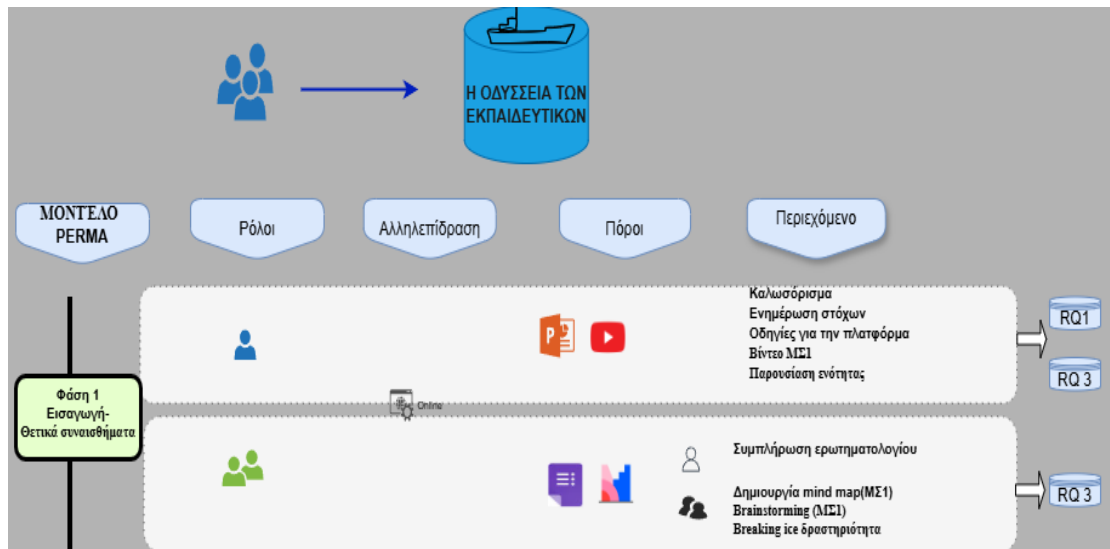 Η ΟΔΥΣΣΕΙΑ ΤΩΝ
ΕΚΠΑΙΔΕΥΤΙΚΩΝ
ΜΟΝΤΕΛΟ
PERMA
Ρόλοι
Αλληλεπίδραση
Πόροι
Περιεχόμενο
Καλωσόρισμα
Ενημέρωση στόχων
Οδηγίες για την πλατφόρμα
Βίντεο ΜΣ1
Παρουσίαση ενότητας
P
RQ1
RQ 3
Φάση 1
Εισαγωγή-
Θετικά συναισθήματα
Online
Συμπλήρωση ερωτηματολογίου
Δημιουργία mind map(ΜΣ1)
Brainstorming (ΜΣ1)
Breaking ice δραστηριότητα
RQ 3